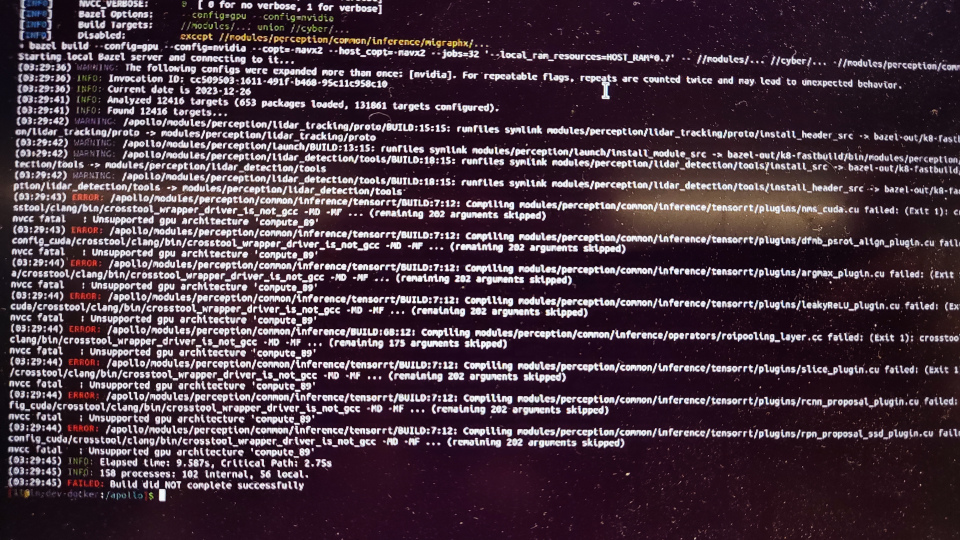 [INFO] NVCC_VERBOSE: 0 [ 0 for no verbose, 1 for verbose]
[INFO] Bazel Options: --config=gpu --config=nvidia
[INFO] Build Targets: //modules/... union //cyber/...
[INFO] Disabled: except //modules/perception/common/inference/migraphx/..
+ bazel build --config=gpu --config=nvidia --copt=-mavx2 --host_copt=-mavx2 --jobs=32 '--local_ram_resources=HOST_RAM*0.7' -- //modules/... //cyber/... -//modules/perception/com
Starting local Bazel server and connecting to it...
(03:29:36) WARNING: The following configs were expanded more than once: [nvidia]. For repeatable flags, repeats are counted twice and may lead to unexpected behavior.
(03:29:36) INFO: Invocation ID: cc509503-1611-491f-b468-95c11c958c10
(03:29:36) INFO: Current date is 2023-12-26
(03:29:41) INFO: Analyzed 12416 targets (653 packages loaded, 131861 targets configured).
(03:29:41) INFO: Found 12416 targets...
(03:29:42) WARNING: /apollo/modules/perception/lidar_tracking/proto/BUILD:15:15: runfiles symlink modules/perception/lidar_tracking/proto/install_header_src -> bazel-out/k8-fast
on/lidar_tracking/proto -> modules/perception/lidar_tracking/proto
(03:29:42) WARNING: /apollo/modules/perception/launch/BUILD:13:15: runfiles symlink modules/perception/launch/install_module_src -> bazel-out/k8-fastbuild/bin/modules/perception
(03:29:42) WARNING: /apollo/modules/perception/lidar_detection/tools/BUILD:18:15: runfiles symlink modules/perception/lidar_detection/tools/install_src -> bazel-out/k8-fastbuild/
tection/tools -> modules/perception/lidar_detection/tools
(03:29:42) WARNING: /apollo/modules/perception/lidar_detection/tools/BUILD:18:15: runfiles symlink modules/perception/lidar_detection/tools/install_header_src -> bazel-out/k8-fa
ption/lidar_detection/tools -> modules/perception/lidar_detection/tools
(03:29:43) ERROR: /apollo/modules/perception/common/inference/tensorrt/BUILD:7:12: Compiling modules/perception/common/inference/tensorrt/plugins/nms_cuda.cu failed: (Exit 1): c
sstool/clang/bin/crosstool_wrapper_driver_is_not_gcc -MD -MF ... (remaining 202 arguments skipped)
nvcc fatal : Unsupported gpu architecture 'compute_89'
(03:29:43) ERROR: /apollo/modules/perception/common/inference/tensorrt/BUILD:7:12: Compiling modules/perception/common/inference/tensorrt/plugins/dfmb_psroi_align_plugin.cu fail
config_cuda/crosstool/clang/bin/crosstool_wrapper_driver_is_not_gcc -MD -MF ... (remaining 202 arguments skipped)
nvcc fatal : Unsupported gpu architecture 'compute_89'
(03:29:44) ERROR: /apollo/modules/perception/common/inference/tensorrt/BUILD:7:12: Compiling modules/perception/common/inference/tensorrt/plugins/argmax_plugin.cu failed: (Exit
a/crosstool/clang/bin/crosstool_wrapper_driver_is_not_gcc -MD -MF ... (remaining 202 arguments skipped)
nvcc fatal : Unsupported gpu architecture 'compute_89'
(03:29:44) ERROR: /apollo/modules/perception/common/inference/tensorrt/BUILD:7:12: Compiling modules/perception/common/inference/tensorrt/plugins/leakyReLU_plugin.cu failed: (Ex
cuda/crosstool/clang/bin/crosstool_wrapper_driver_is_not_gcc -MD -MF ... (remaining 202 arguments skipped)
nvcc fatal : Unsupported gpu architecture 'compute_89'
(03:29:44) ERROR: /apollo/modules/perception/common/inference/BUILD:68:12: Compiling modules/perception/common/inference/operators/roipooling_layer.cc failed: (Exit 1): crosstoo
clang/bin/crosstool_wrapper_driver_is_not_gcc -MD -MF ... (remaining 175 arguments skipped)
nvcc fatal : Unsupported gpu architecture 'compute_89'
(03:29:44) ERROR: /apollo/modules/perception/common/inference/tensorrt/BUILD:7:12: Compiling modules/perception/common/inference/tensorrt/plugins/slice_plugin.cu failed: (Exit 1
/crosstool/clang/bin/crosstool_wrapper_driver_is_not_gcc -MD -MF ... (remaining 202 arguments skipped)
nvcc fatal : Unsupported gpu architecture 'compute_89'
(03:29:44) ERROR: /apollo/modules/perception/common/inference/tensorrt/BUILD:7:12: Compiling modules/perception/common/inference/tensorrt/plugins/rcnn_proposal_plugin.cu failed:
fig_cuda/crosstool/clang/bin/crosstool_wrapper_driver_is_not_gcc -MD -MF ... (remaining 202 arguments skipped)
nvcc fatal : Unsupported gpu architecture 'compute_89'
(03:29:44) ERROR: /apollo/modules/perception/common/inference/tensorrt/BUILD:7:12: Compiling modules/perception/common/inference/tensorrt/plugins/rpn_proposal_ssd_plugin.cu fail
config_cuda/crosstool/clang/bin/crosstool_wrapper_driver_is_not_gcc -MD -MF ... (remaining 202 arguments skipped)
nvcc fatal : Unsupported gpu architecture 'compute_89'
(03:29:45) INFO: Elapsed time: 9.587s, Critical Path: 2.75s
(03:29:45) INFO: 158 processes: 102 internal, 56 local.
(03:29:45) FAILED: Build did NOT complete successfully
in-dev-docker:/apollo]$